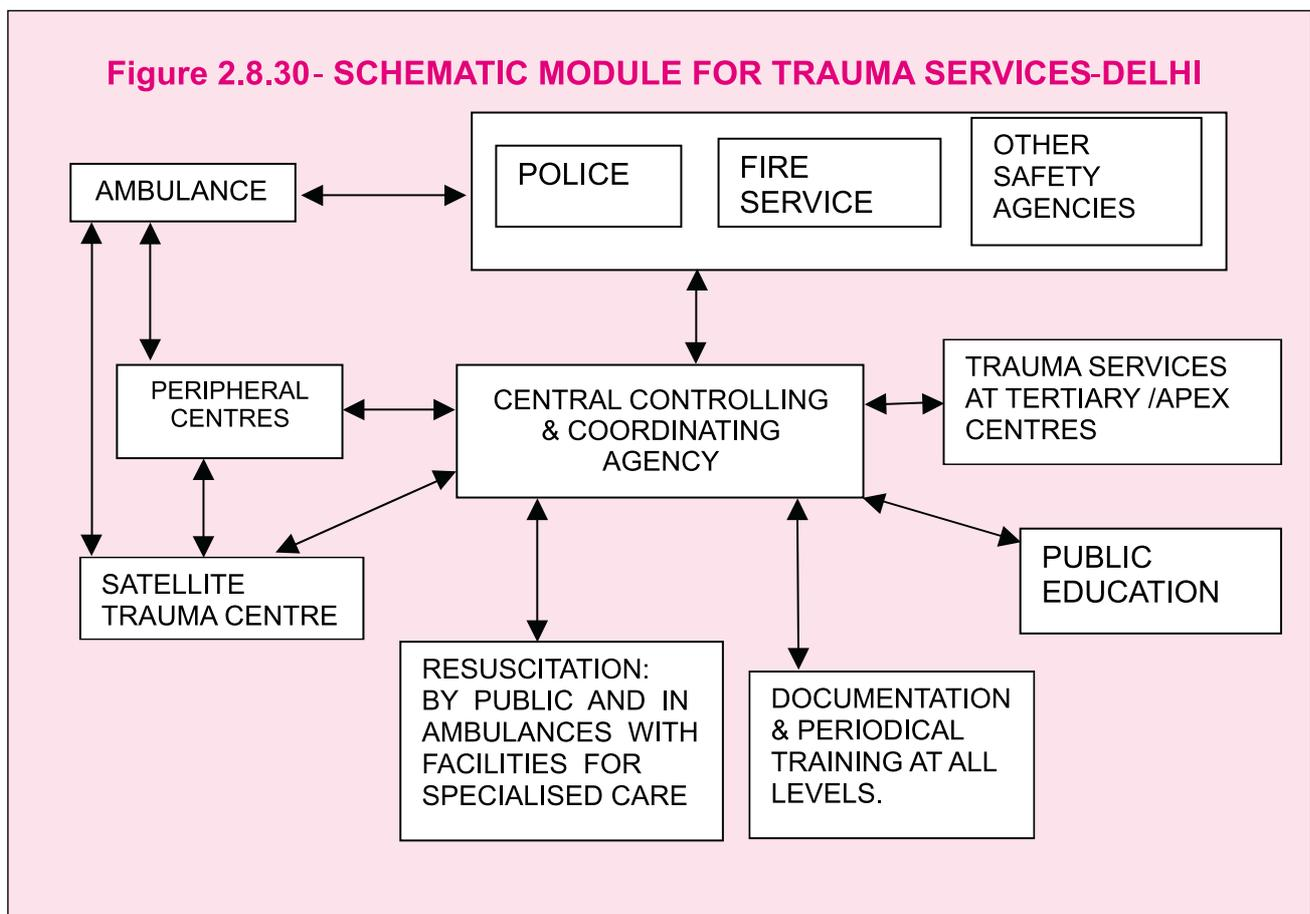 Figure 2.8.30- SCHEMATIC MODULE FOR TRAUMA SERVICES-DELHI
AMBULANCE
POLICE
FIRE
SERVICE
OTHER
SAFETY
AGENCIES
PERIPHERAL
CENTRES
CENTRAL CONTROLLING
& COORDINATING
AGENCY
TRAUMA SERVICES
AT TERTIARY /APEX
CENTRES
SATELLITE
TRAUMA CENTRE
PUBLIC
EDUCATION
RESUSCITATION:
BY PUBLIC AND IN
AMBULANCES WITH
FACILITIES FOR
SPECIALISED CARE
DOCUMENTATION
& PERIODICAL
TRAINING AT ALL
LEVELS.